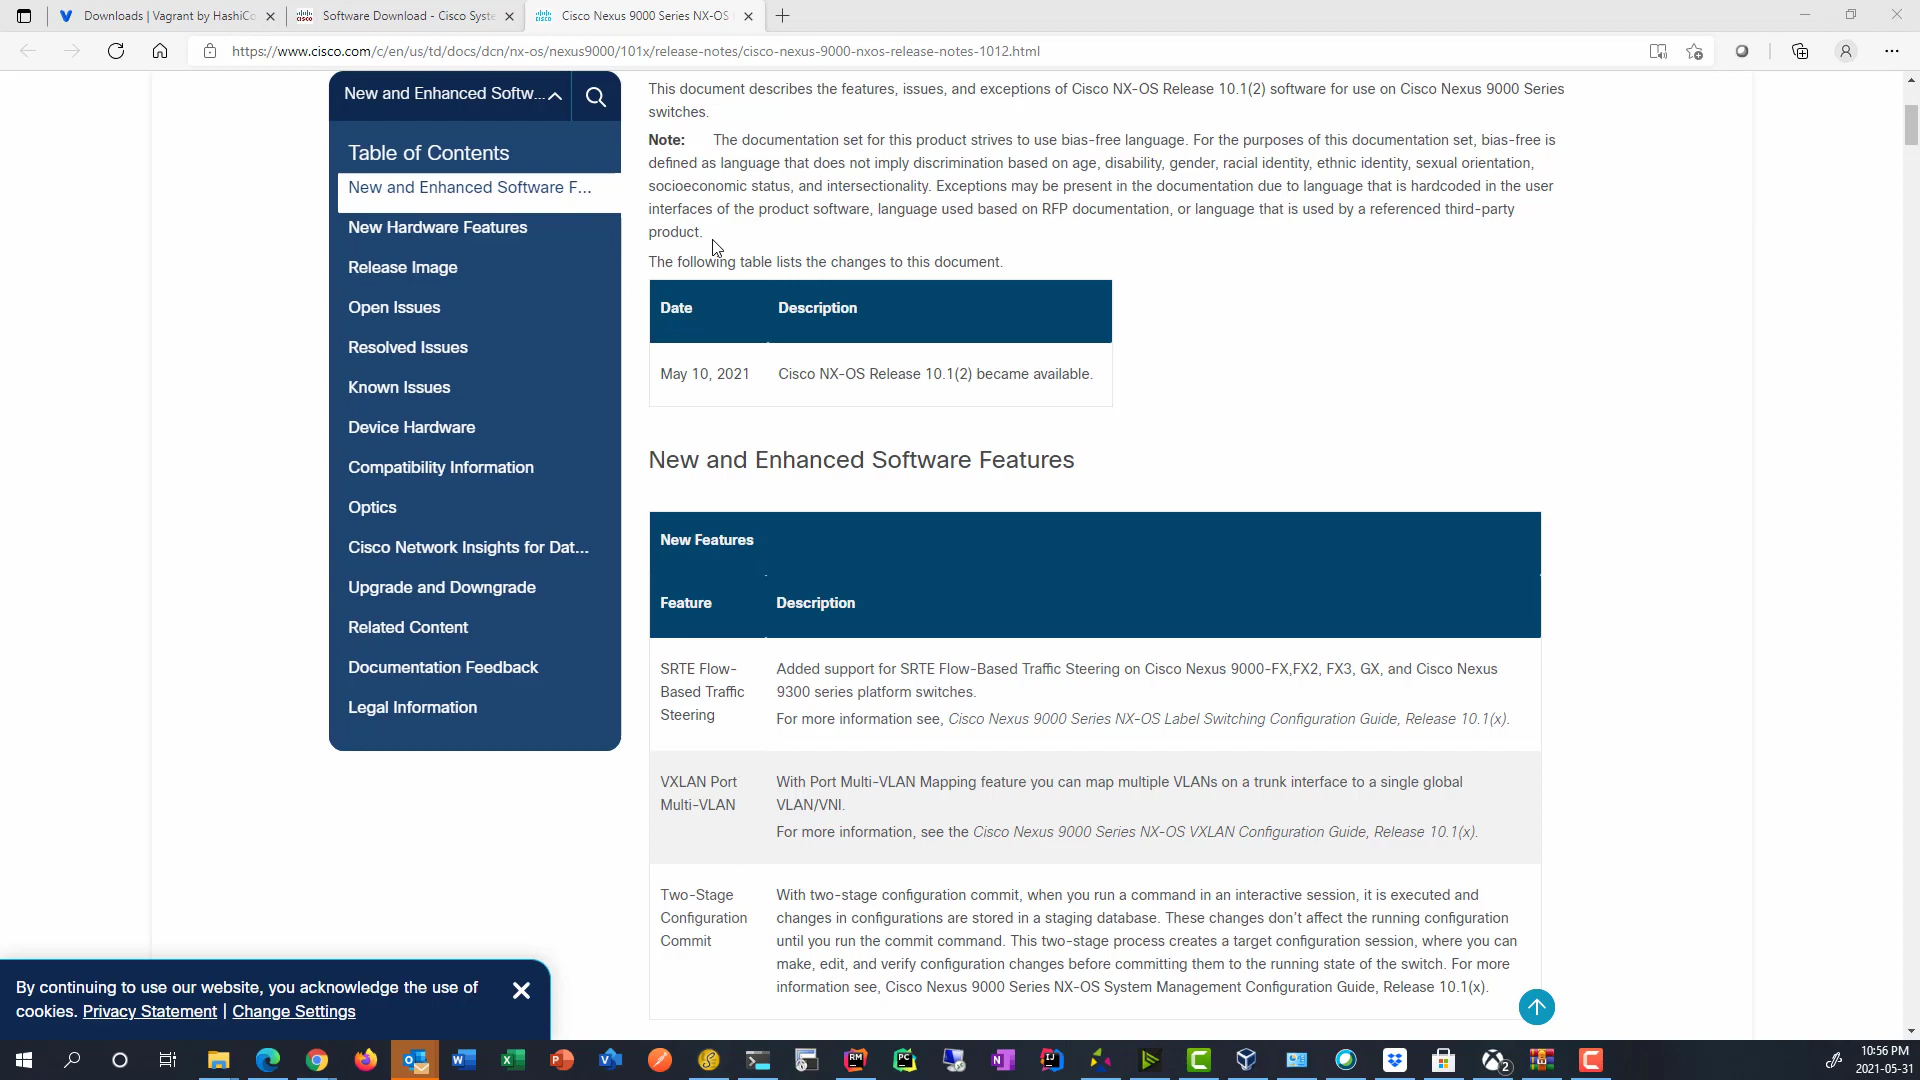 Downloads | Vagrant by HashiCo
Software Download - Cisco Syste
Cisco Nexus 9000 Series NX-OS
https://www.cisco.com/c/en/us/td/docs/dcn/nx-os/nexus9000/101x/release-notes/cisco-nexus-9000-nxos-release-notes-1012.html
New and Enhanced Softw...
Table of Contents
New and Enhanced Software F...
New Hardware Features
Release Image
Open Issues
Resolved Issues
Known Issues
Device Hardware
Compatibility Information
Optics
Cisco Network Insights for Dat...
Upgrade and Downgrade
Related Content
Documentation Feedback
Legal Information
This document describes the features, issues, and exceptions of Cisco NX-OS Release 10.1(2) software for use on Cisco Nexus 9000 Series
switches.
Note: The documentation set for this product strives to use bias-free language. For the purposes of this documentation set, bias-free is
defined as language that does not imply discrimination based on age, disability, gender, racial identity, ethnic identity, sexual orientation,
socioeconomic status, and intersectionality. Exceptions may be present in the documentation due to language that is hardcoded in the user
interfaces of the product software, language used based on RFP documentation, or language that is used by a referenced third-party
product.
The following table lists the changes to this document.
Date Description
May 10, 2021 Cisco NX-OS Release 10.1(2) became available.
New and Enhanced Software Features
New Features
Feature Description
SRTE Flow-
Based Traffic
Steering
Added support for SRTE Flow-Based Traffic Steering on Cisco Nexus 9000-FX,FX2, FX3, GX, and Cisco Nexus
9300 series platform switches.
For more information see, Cisco Nexus 9000 Series NX-OS Label Switching Configuration Guide, Release 10.1(x).
VXLAN Port
Multi-VLAN
With Port Multi-VLAN Mapping feature you can map multiple VLANs on a trunk interface to a single global
VLAN/VNI.
For more information, see the Cisco Nexus 9000 Series NX-OS VXLAN Configuration Guide, Release 10.1(x).
Two-Stage
Configuration
Commit
With two-stage configuration commit, when you run a command in an interactive session, it is executed and
changes in configurations are stored in a staging database. These changes don't affect the running configuration
until you run the commit command. This two-stage process creates a target configuration session, where you can
make, edit, and verify configuration changes before committing them to the running state of the switch. For more
information see, Cisco Nexus 9000 Series NX-OS System Management Configuration Guide, Release 10.1(x).
By continuing to use our website, you acknowledge the use of
cookies. Privacy Statement | Change Settings
10:56 PM
2021-05-31